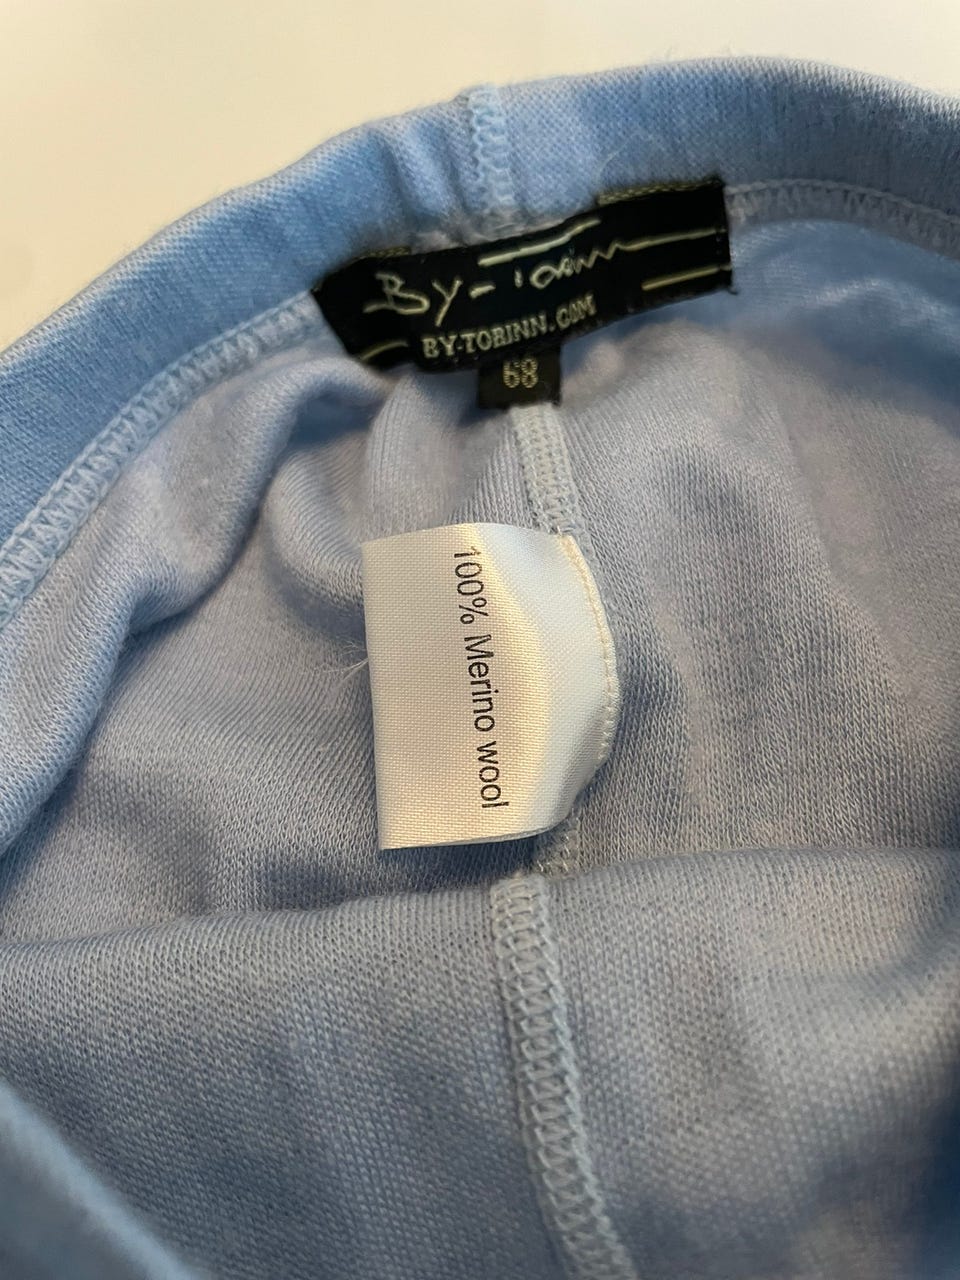 By-Torinn
BY-TORINN.COM
68
100% Merino wool